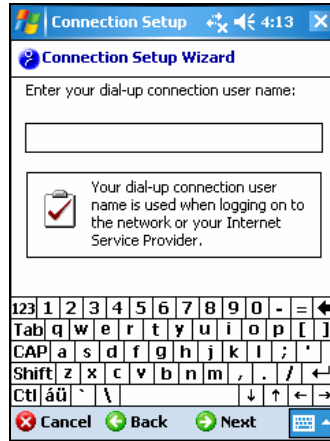 Connection Setup 4:13
Connection Setup Wizard
Enter your dial-up connection user name:
Your dial-up connection user
name is used when logging on to
the network or your Internet
Service Provider.
123 1 2 3 4 5 6 7 8 9 0 - =
Tab q w e r t y u i o p [ ]
CAP a s d f g h j k l ; '
Shift z x c v b n m , . /
Ctl áü ` \
Cancel Back Next